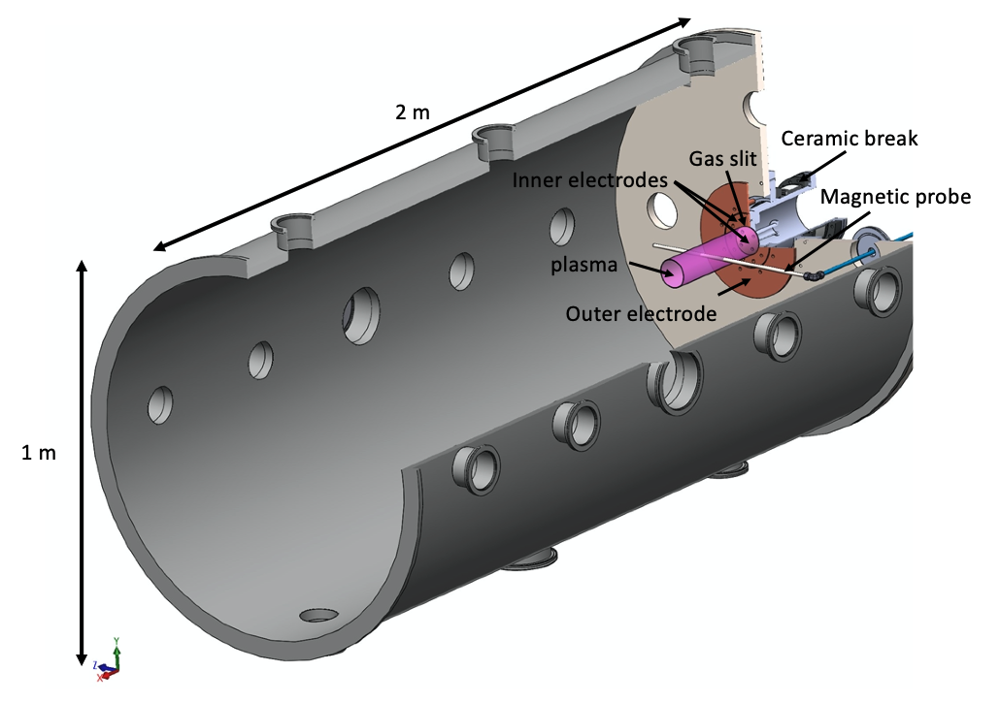 2 m
Ceramic break
Gas slit
Inner electrodes
Magnetic probe
plasma
Outer electrode
1 m
Y
Z
X